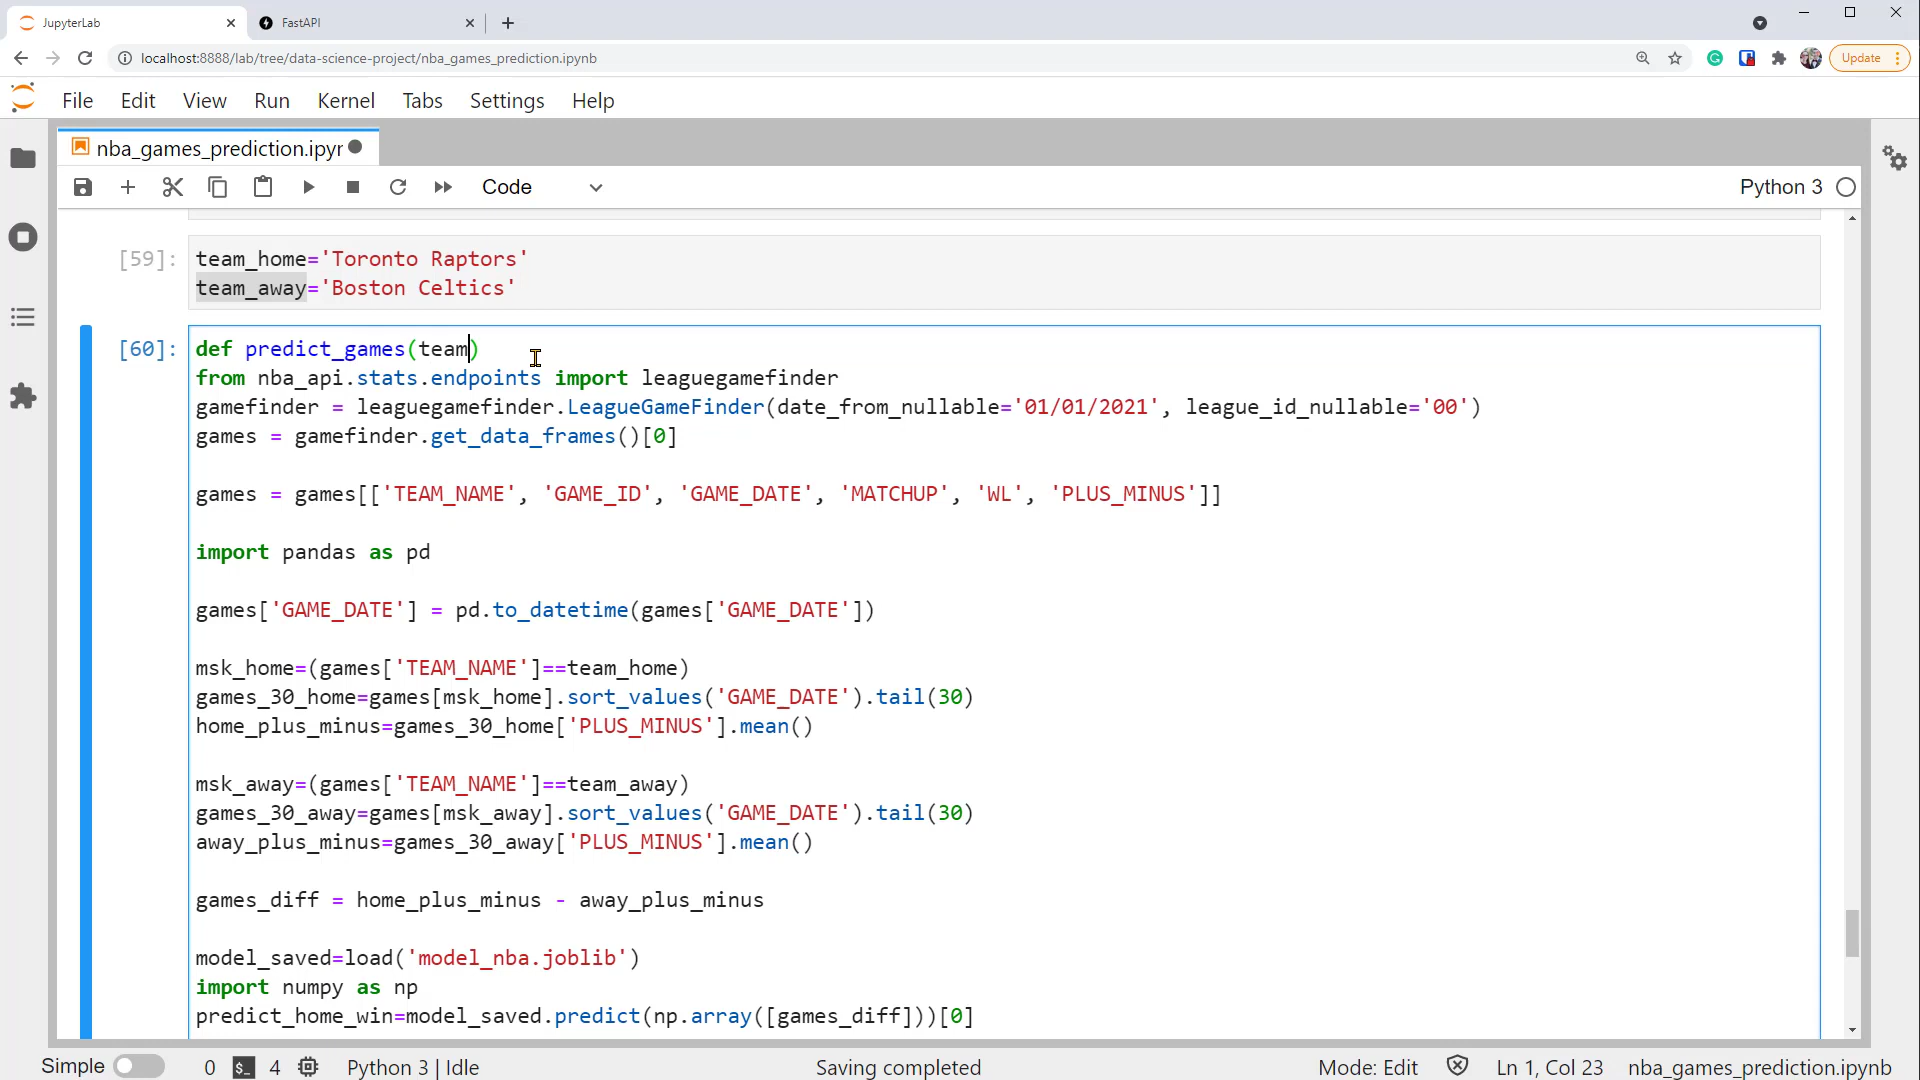 JupyterLab
FastAPI
localhost:8888/lab/tree/data-science-project/nba_games_prediction.ipynb
Update
File Edit View Run Kernel Tabs Settings Help
nba_games_prediction.ipyr
Code
Python 3
[59]:
team_home='Toronto Raptors'
team_away='Boston Celtics'
[60]:
def predict_games(team)
from nba_api.stats.endpoints import leaguegamefinder
gamefinder = leaguegamefinder.LeagueGameFinder(date_from_nullable='01/01/2021', league_id_nullable='00')
games = gamefinder.get_data_frames()[0]
games = games[['TEAM_NAME', 'GAME_ID', 'GAME_DATE', 'MATCHUP', 'WL', 'PLUS_MINUS']]
import pandas as pd
games['GAME_DATE'] = pd.to_datetime(games['GAME_DATE'])
msk_home=(games['TEAM_NAME']==team_home)
games_30_home=games[msk_home].sort_values('GAME_DATE').tail(30)
home_plus_minus=games_30_home['PLUS_MINUS'].mean()
msk_away=(games['TEAM_NAME']==team_away)
games_30_away=games[msk_away].sort_values('GAME_DATE').tail(30)
away_plus_minus=games_30_away['PLUS_MINUS'].mean()
games_diff = home_plus_minus - away_plus_minus
model_saved=load('model_nba.joblib')
import numpy as np
predict_home_win=model_saved.predict(np.array([games_diff]))[0]
Simple 0 $_ 4 Python 3 | Idle Saving completed Mode: Edit Ln 1, Col 23 nba_games_prediction.ipynb